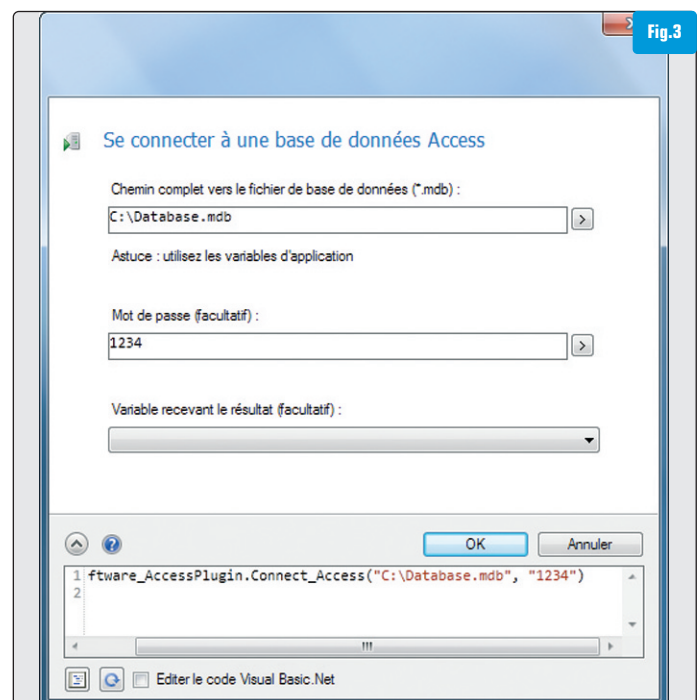 Fig.3
Se connecter à une base de données Access
Chemin complet vers le fichier de base de données (*.mdb) :
C:\Database.mdb
Astuce : utilisez les variables d'application
Mot de passe (facultatif) :
1234
Variable recevant le résultat (facultatif) :
OK
Annuler
1 ftware_AccessPlugin.Connect_Access("C:\Database.mdb", "1234")
2
Editer le code Visual Basic.Net